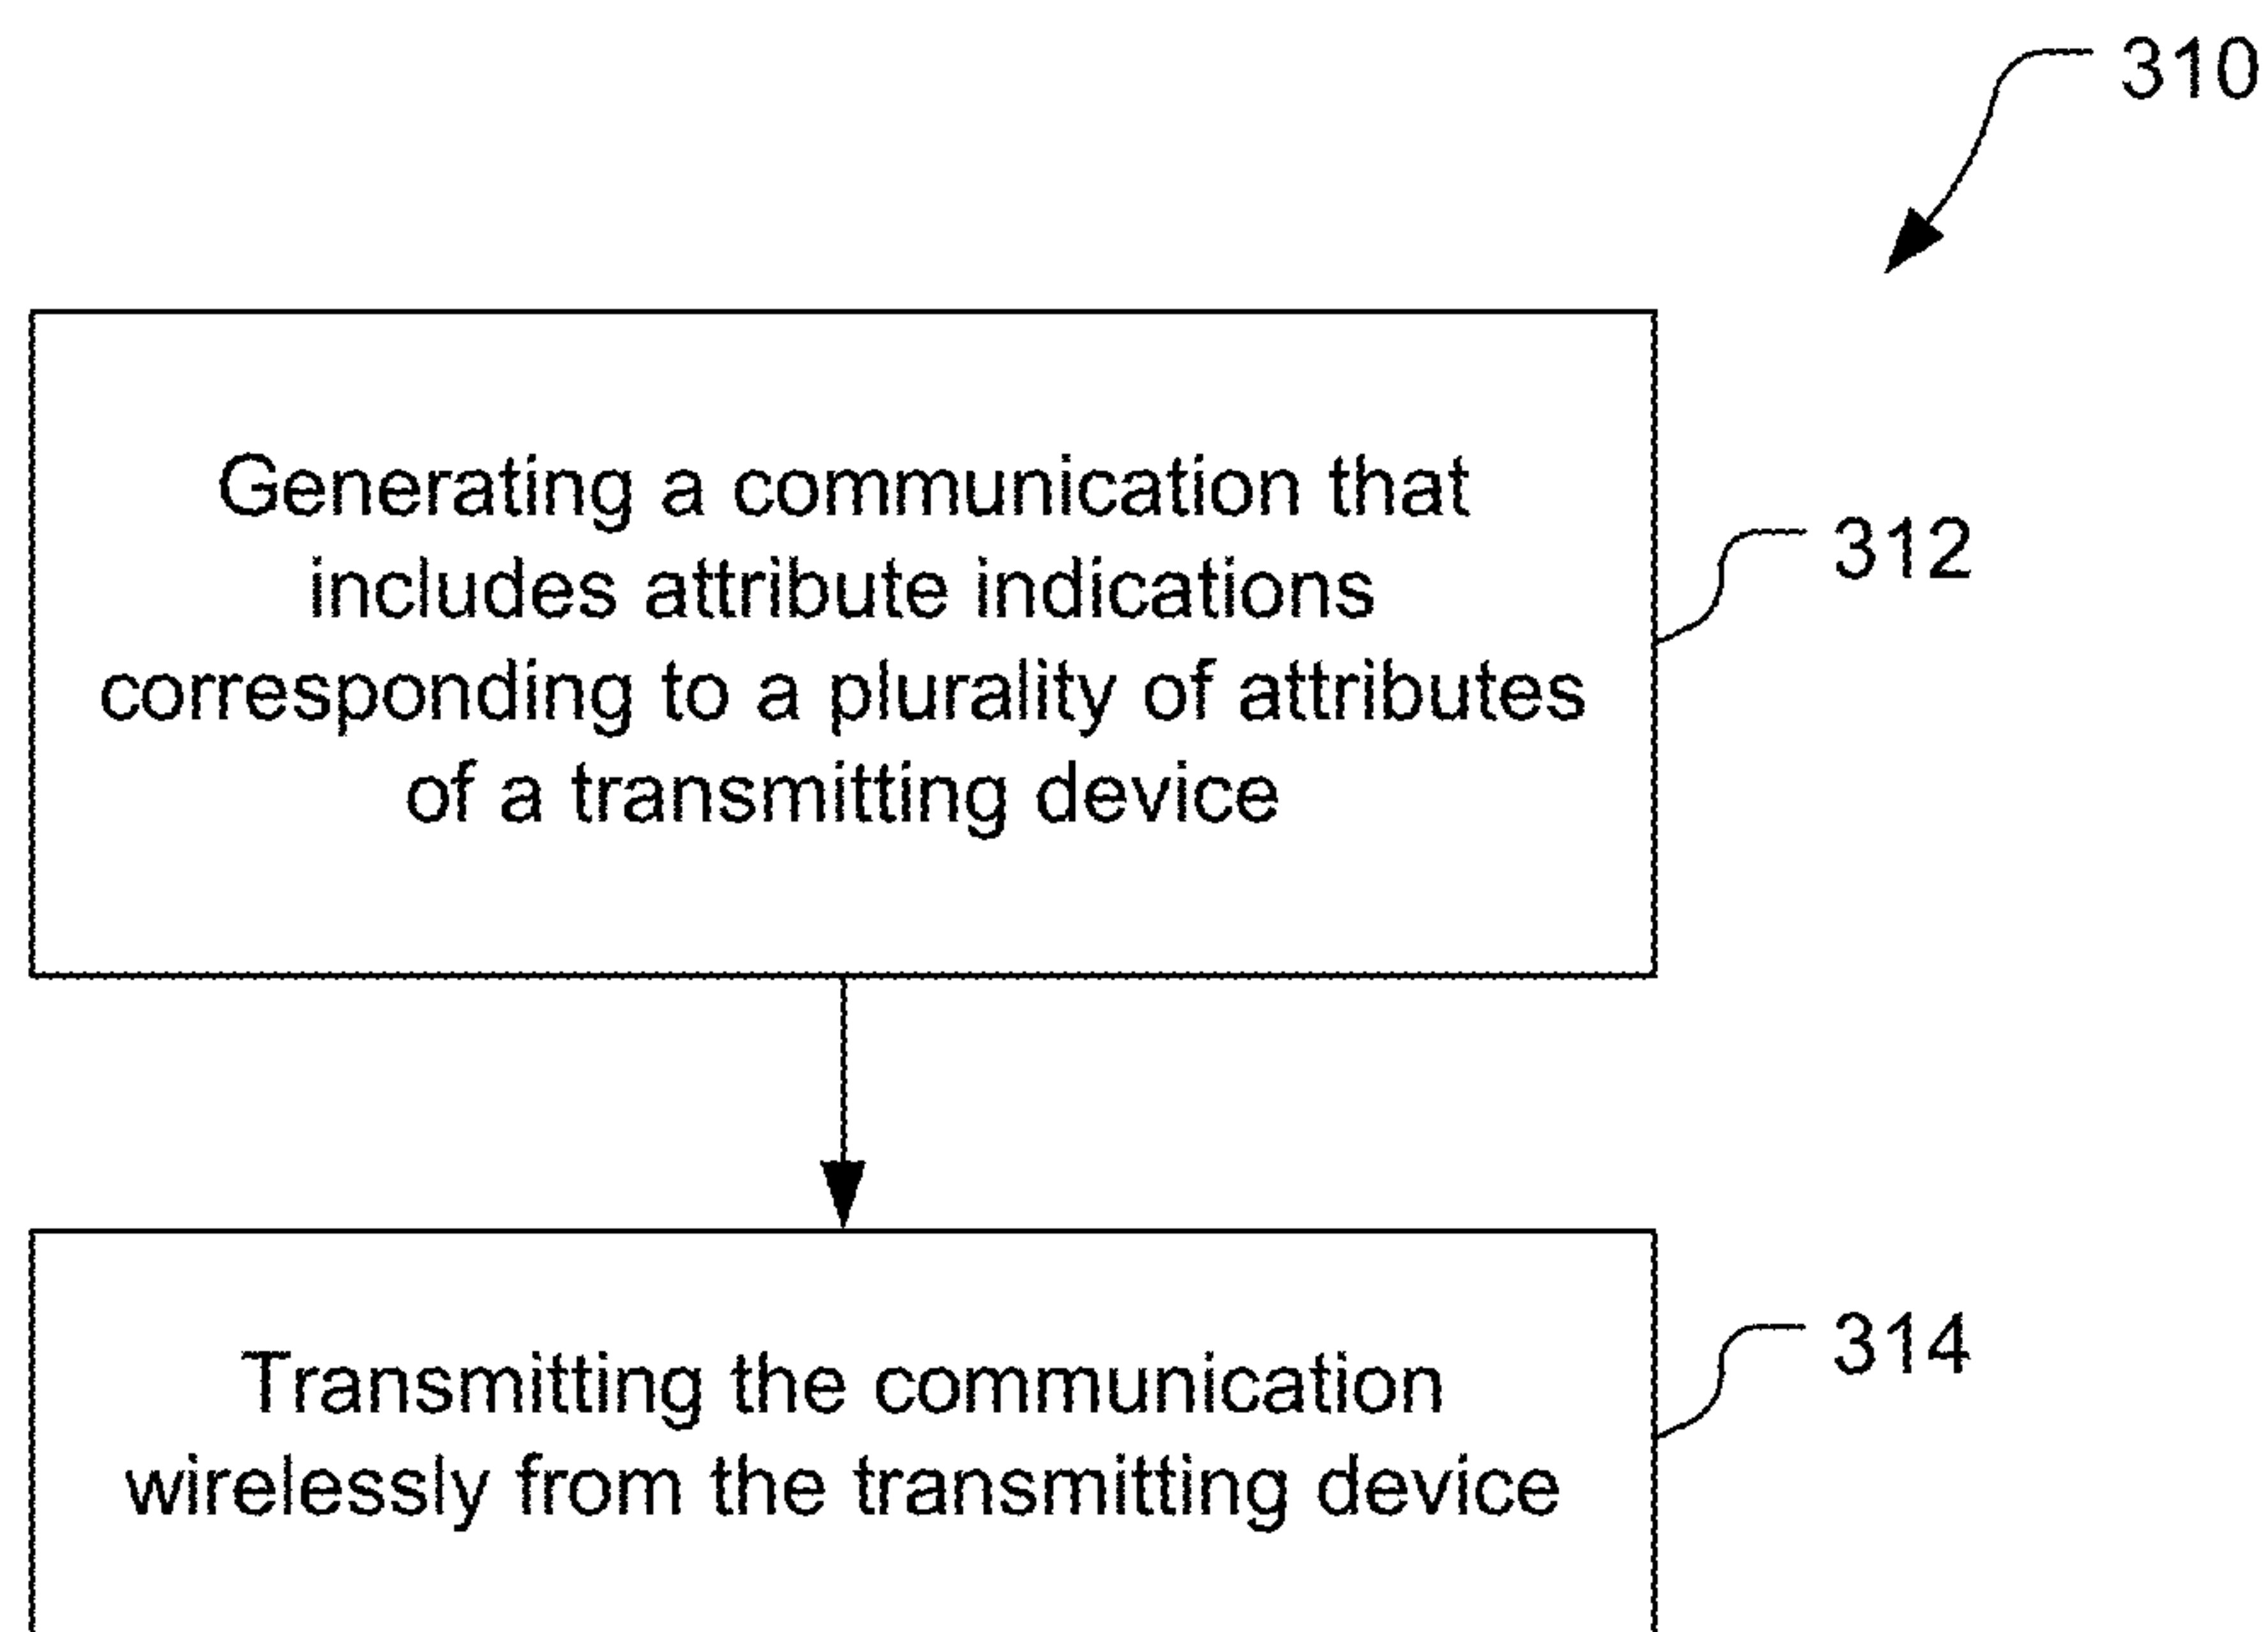 310
Generating a communication that
includes attribute indications
corresponding to a plurality of attributes
of a transmitting device
312
Transmitting the communication
wirelessly from the transmitting device
314